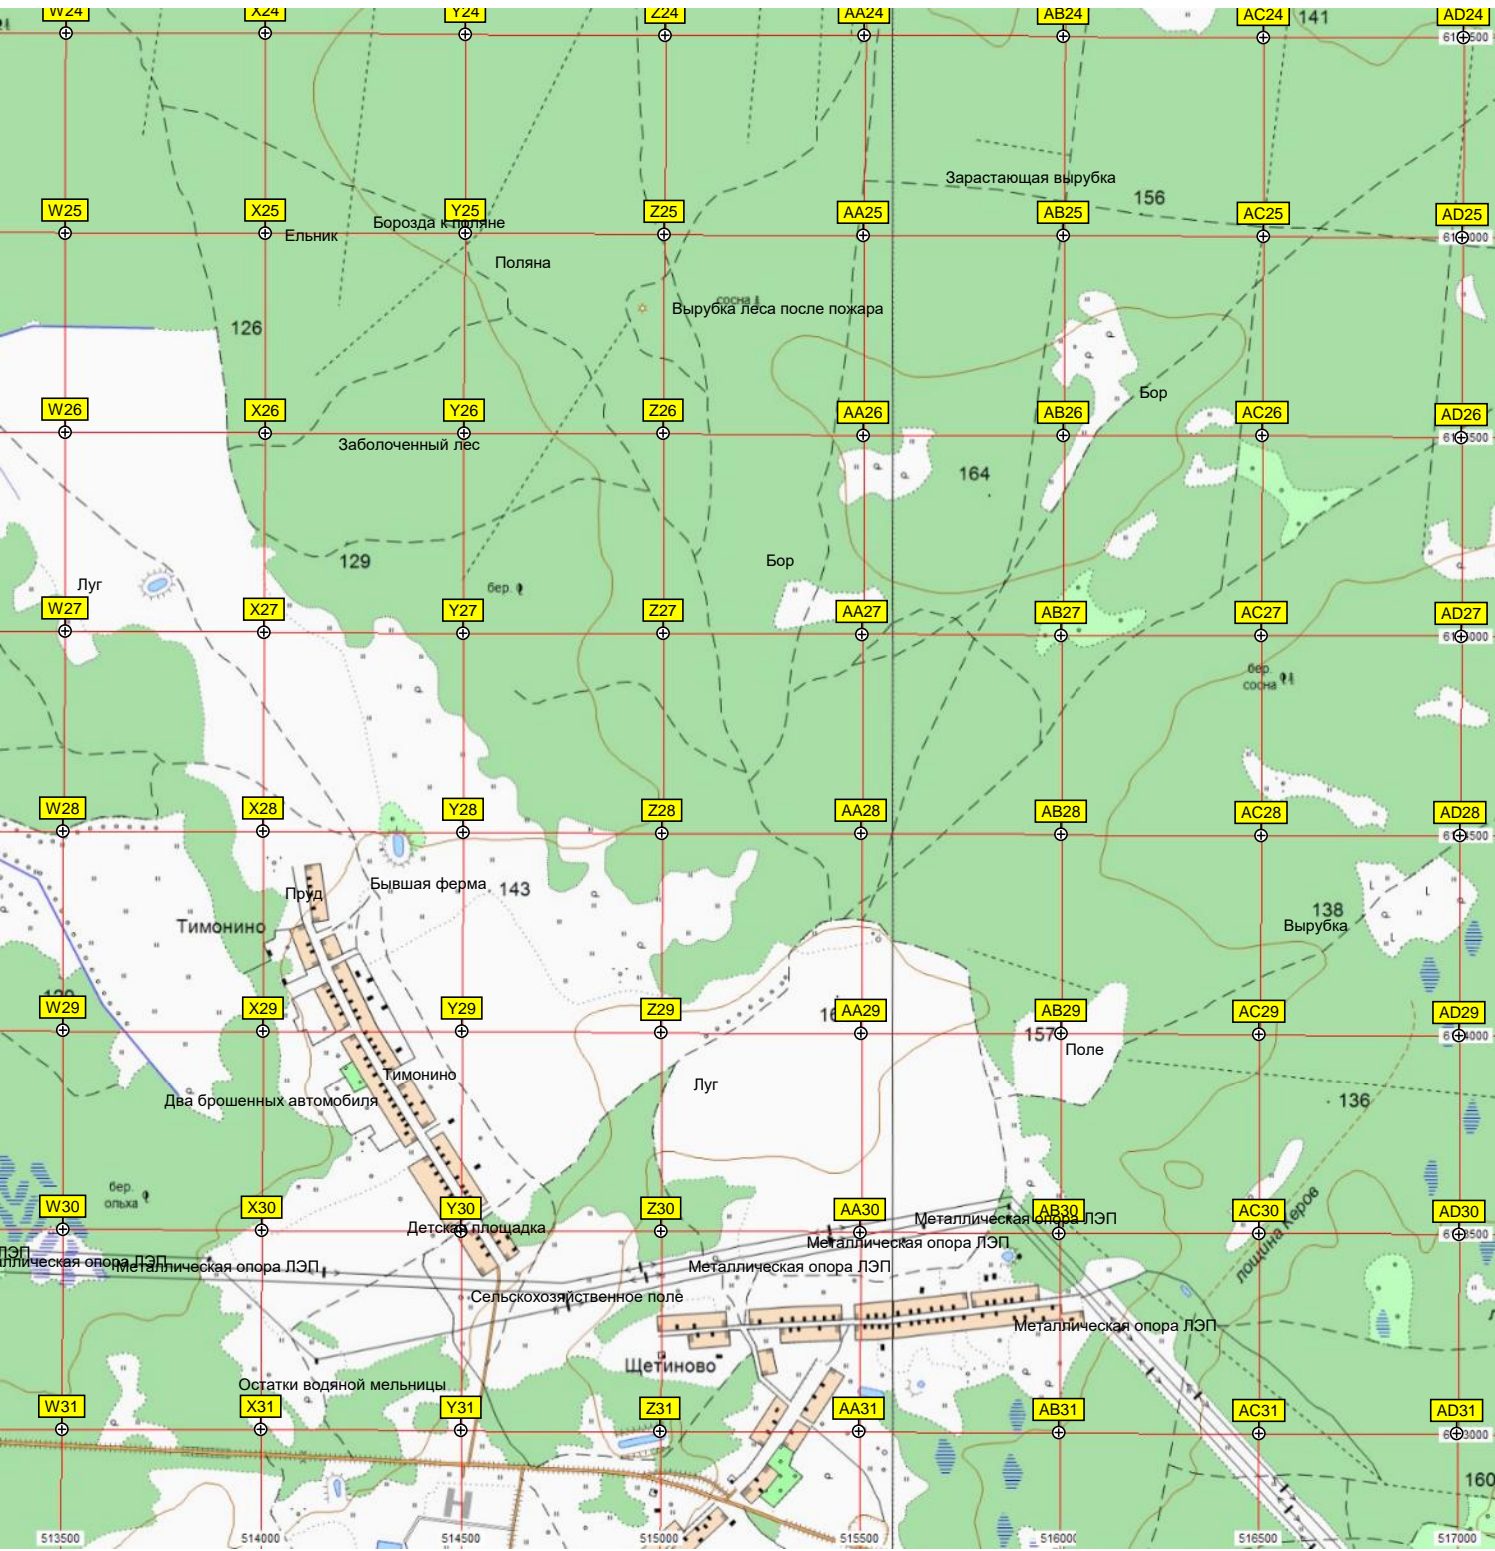 W24 X24 Y24 Z24 AA24 AB24 AC24 141 AD24
Зарастающая вырубка
156
W25 X25 Y25 Z25 AA25 AB25 AC25 AD25
Борозда к поляне
Ельник
Поляна
сосна
Вырубка леса после пожара
126
Бор
W26 X26 Y26 Z26 AA26 AB26 AC26 AD26
Заболоченный лес
164
129
Бор
Луг
бер.
W27 X27 Y27 Z27 AA27 AB27 AC27 AD27
бер.
сосна
W28 X28 Y28 Z28 AA28 AB28 AC28 AD28
Бывшая ферма
143
Пруд
138
Тимонино
Вырубка
W29 X29 Y29 Z29 AA29 AB29 AC29 AD29
157
Поле
Тимонино
Луг
Два брошенных автомобиля
136
бер.
ольха
W30 X30 Y30 Z30 AA30 AB30 AC30 AD30
Детская площадка
Металлическая опора ЛЭП
лощина Керов
Металлическая опора ЛЭП
ЛЭП
Металлическая опора ЛЭП
Металлическая опора ЛЭП
Сельскохозяйственное поле
Металлическая опора ЛЭП
Щетиново
Остатки водяной мельницы
W31 X31 Y31 Z31 AA31 AB31 AC31 AD31
160
513500 514000 514500 515000 515500 516000 516500 517000